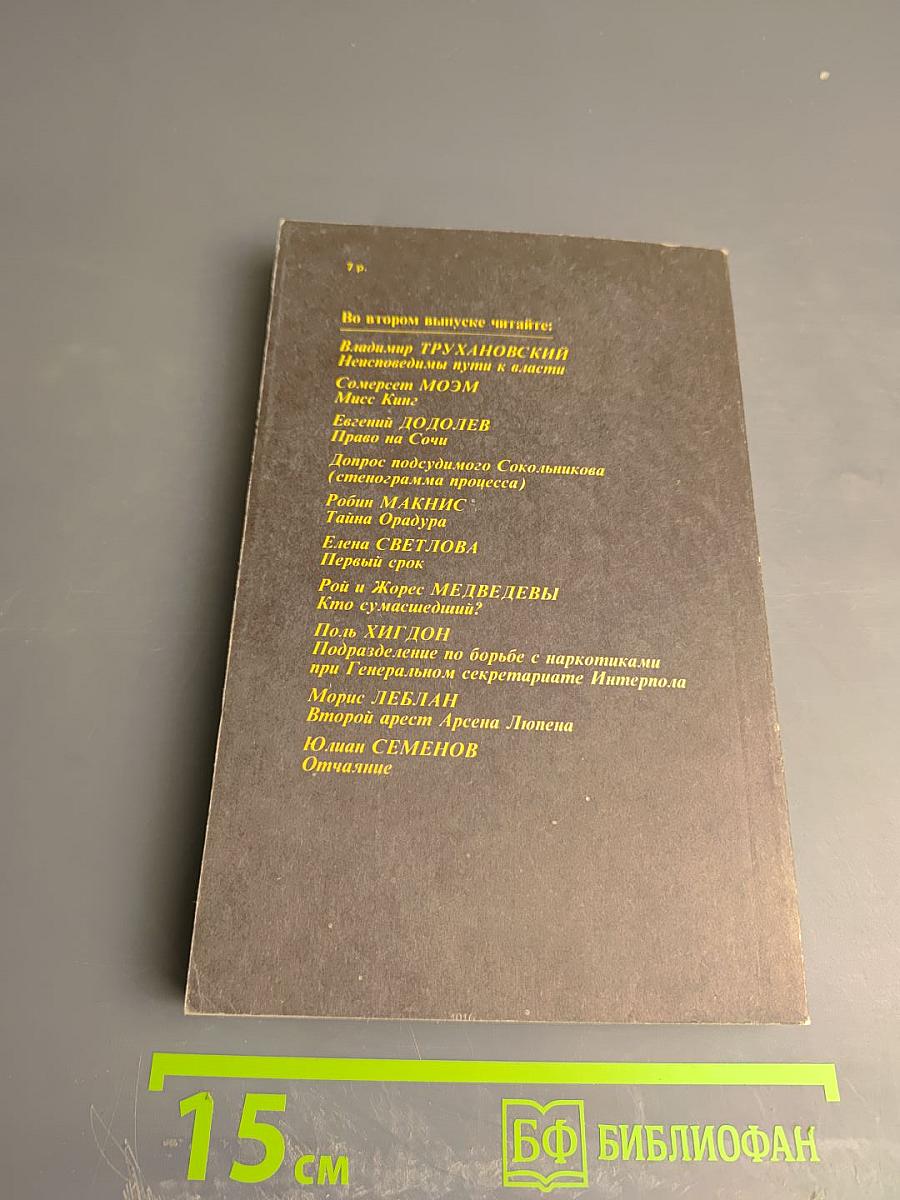 7 р.
Во втором выпуске читайте:
Владимир ТРУХАНОВСКИЙ
Неисповедимы пути к власти
Сомерсет МОЭМ
Мисс Кинг
Евгений ДОДОЛЕВ
Право на Сочи
Допрос подсудимого Сокольникова
(стенограмма процесса)
Робин МАКНИС
Тайна Орадура
Елена СВЕТЛОВА
Первый срок
Рой и Жорес МЕДВЕДЕВЫ
Кто сумасшедший?
Поль ХИГДОН
Подразделение по борьбе с наркотиками
при Генеральном секретариате Интерпола
Морис ЛЕБЛАН
Второй арест Арсена Люпена
Юлиан СЕМЕНОВ
Отчаяние
15 см
БФ БИБЛИОФАН